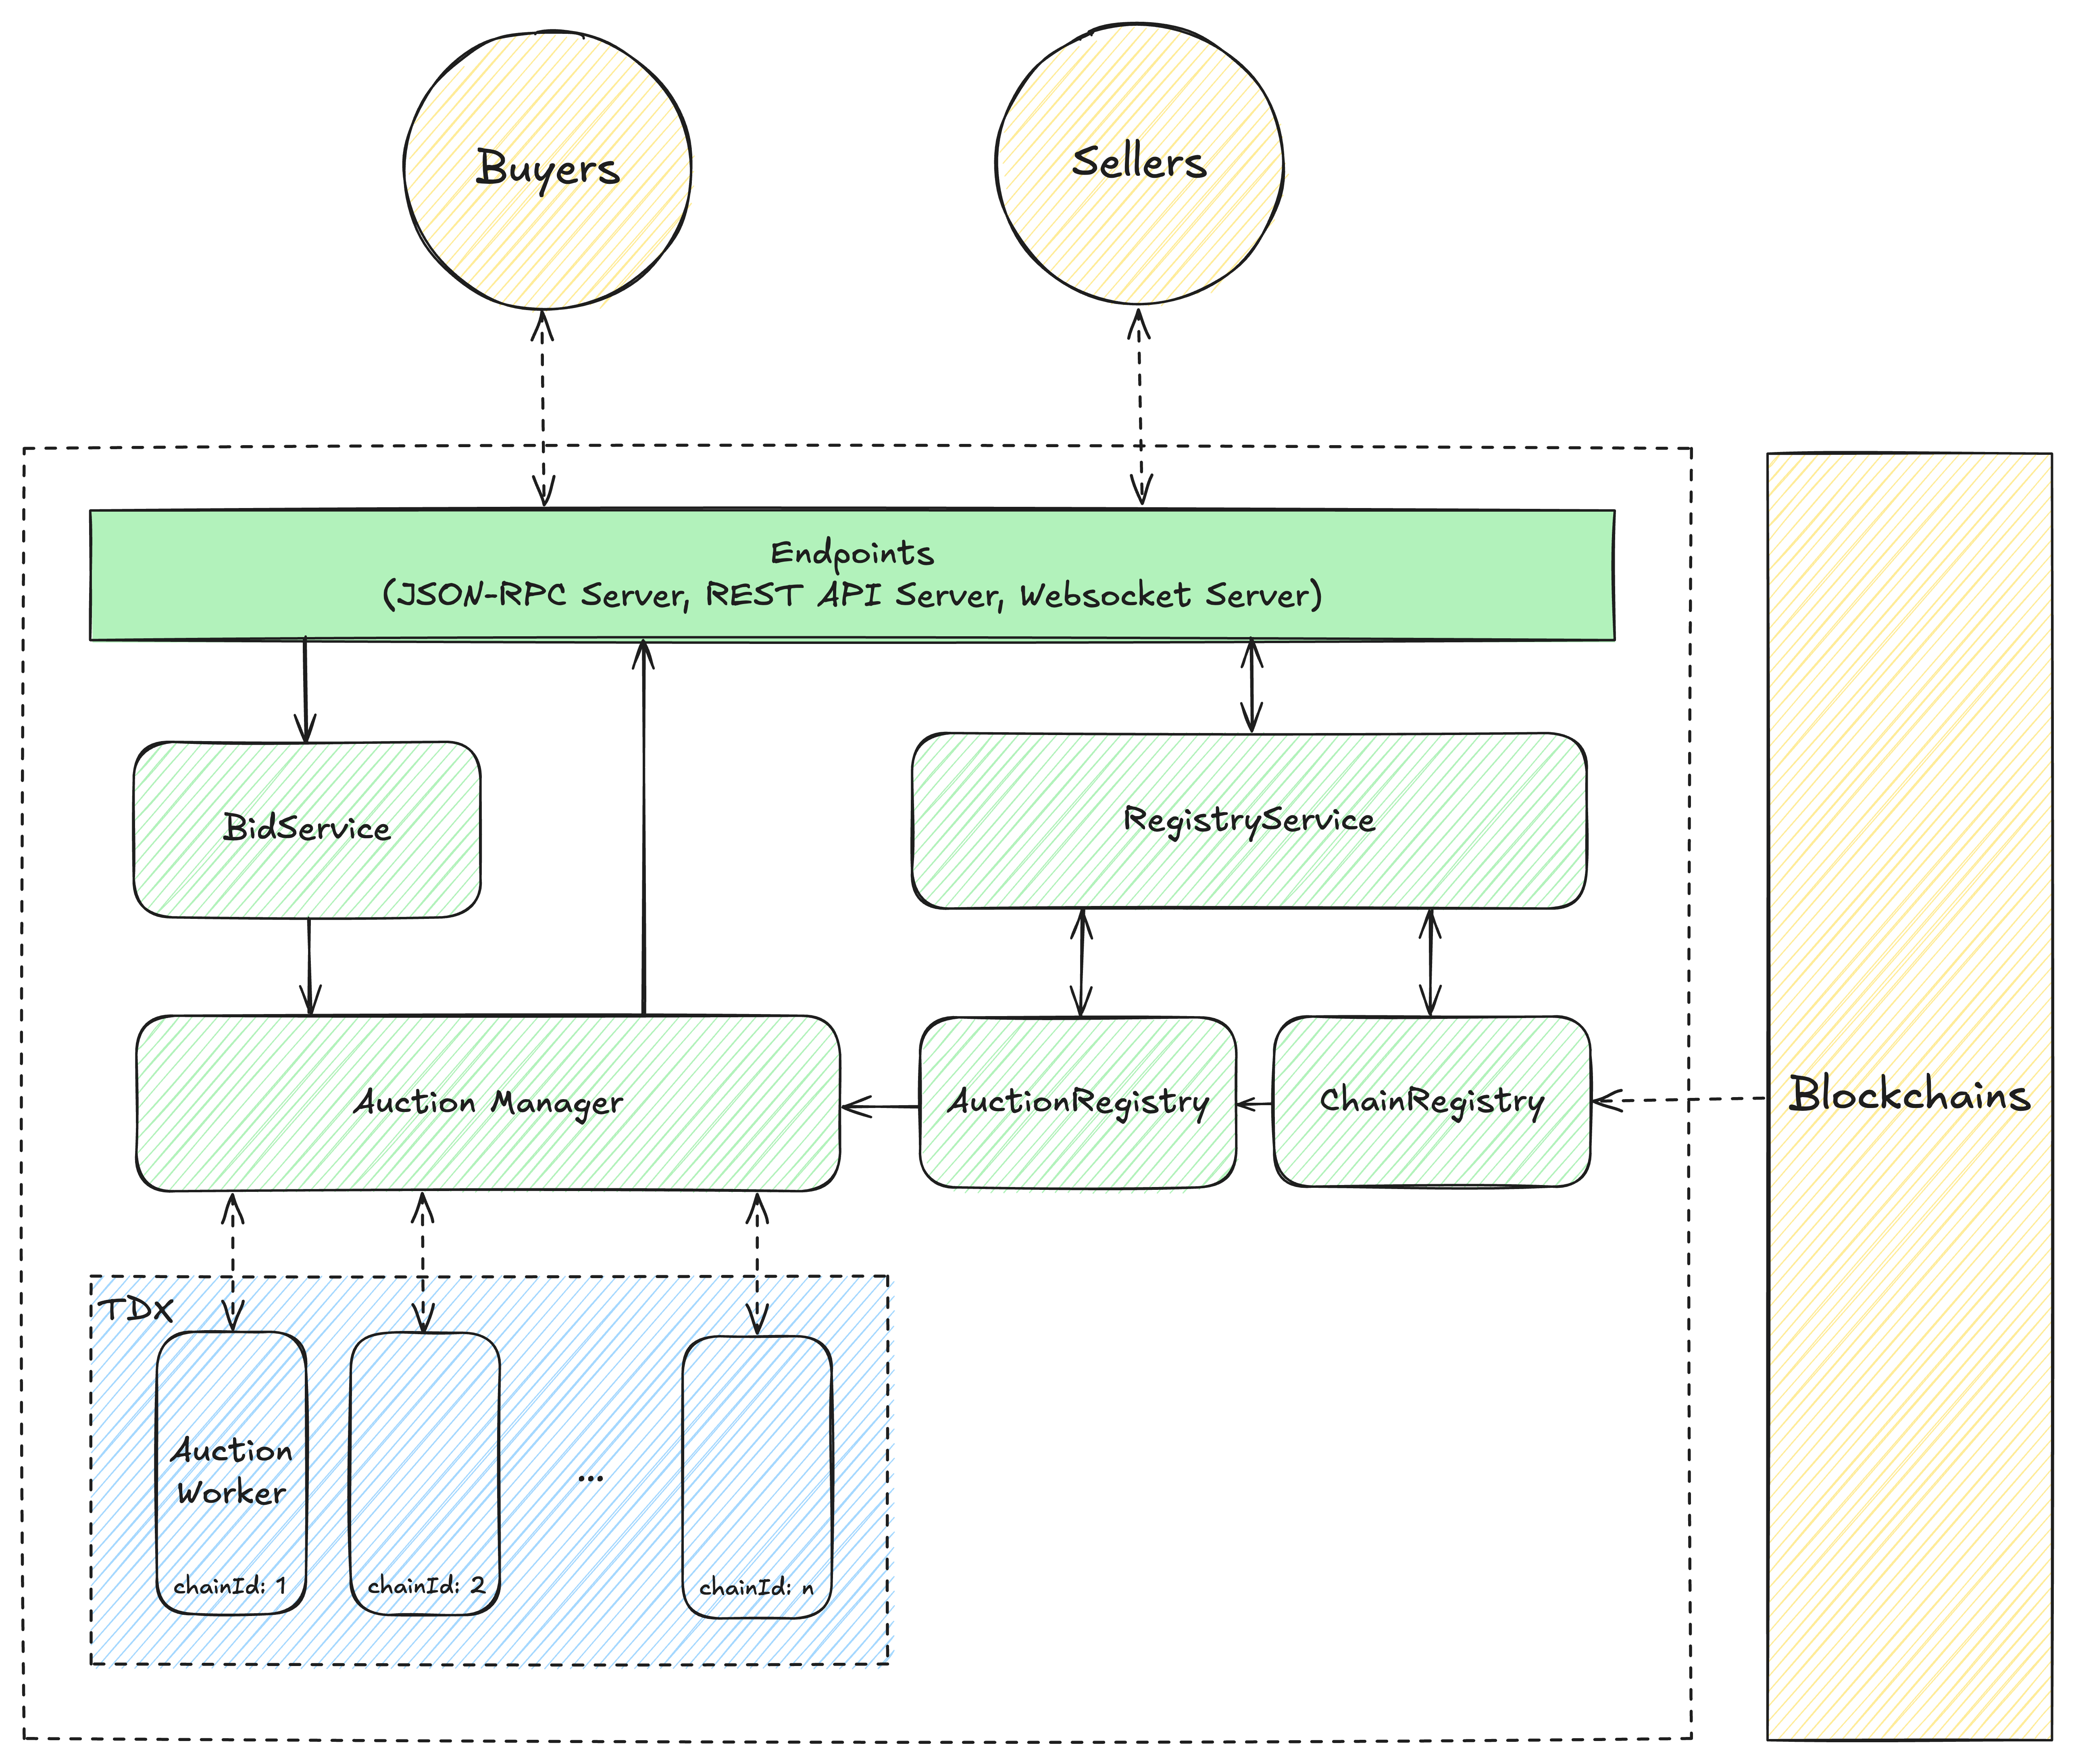 Buyers
Sellers
Endpoints
(JSON-RPC Server, REST API Server, Websocket Server)
BidService
RegistryService
Auction Manager
AuctionRegistry
ChainRegistry
Blockchains
TDX
Auction
Worker
...
chainId: 1
chainId: 2
chainId: n